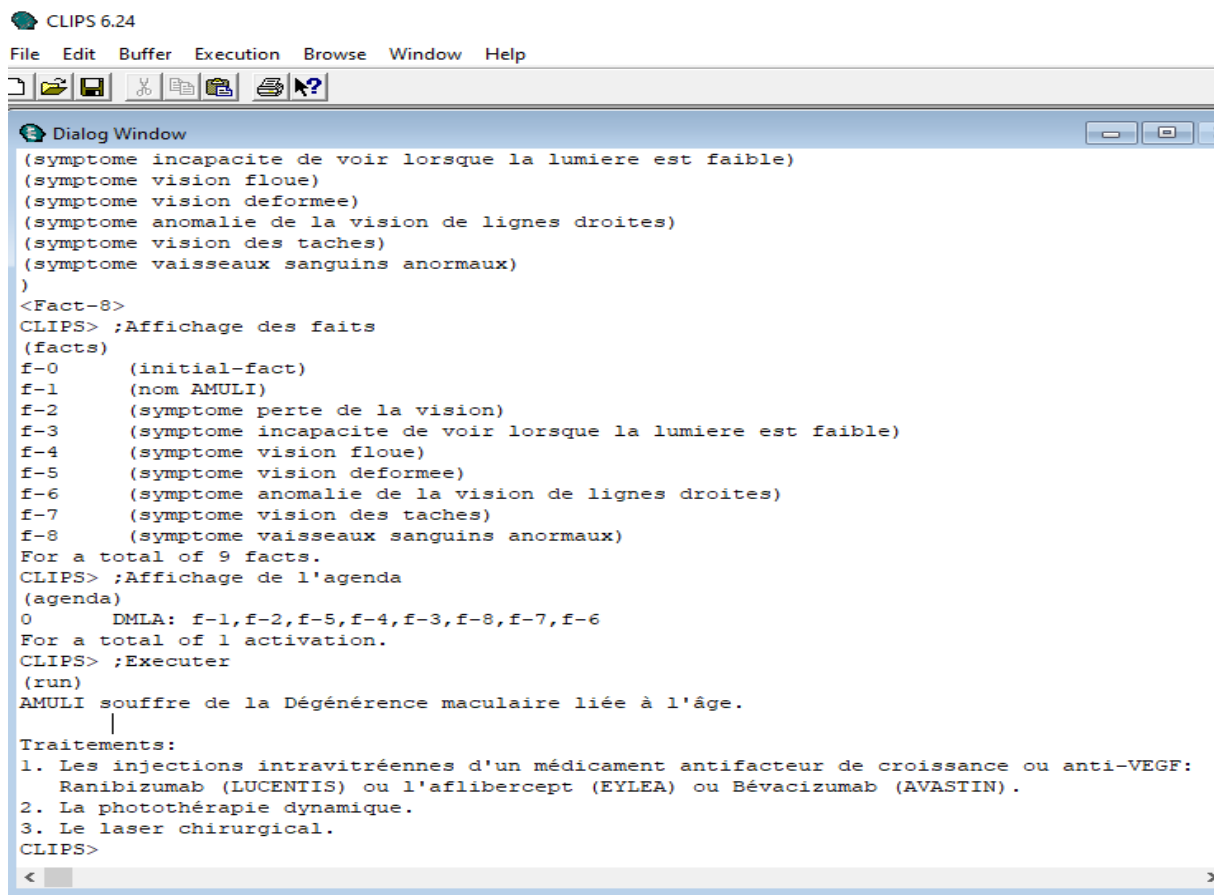 CLIPS 6.24
File Edit Buffer Execution Browse Window Help
Dialog Window
(symptome incapacite de voir lorsque la lumiere est faible)
(symptome vision floue)
(symptome vision deformee)
(symptome anomalie de la vision de lignes droites)
(symptome vision des taches)
(symptome vaisseaux sanguins anormaux)
)
<Fact-8>
CLIPS> ;Affichage des faits
(facts)
f-0 (initial-fact)
f-1 (nom AMULI)
f-2 (symptome perte de la vision)
f-3 (symptome incapacite de voir lorsque la lumiere est faible)
f-4 (symptome vision floue)
f-5 (symptome vision deformee)
f-6 (symptome anomalie de la vision de lignes droites)
f-7 (symptome vision des taches)
f-8 (symptome vaisseaux sanguins anormaux)
For a total of 9 facts.
CLIPS> ;Affichage de l'agenda
(agenda)
0 DMLA: f-1,f-2,f-5,f-4,f-3,f-8,f-7,f-6
For a total of 1 activation.
CLIPS> ;Executer
(run)
AMULI souffre de la Dégénérence maculaire liée à l'âge.
Traitements:
1. Les injections intravitréennes d'un médicament antifacteur de croissance ou anti-VEGF:
Ranibizumab (LUCENTIS) ou l'aflibercept (EYLEA) ou Bévacizumab (AVASTIN).
2. La photothérapie dynamique.
3. Le laser chirurgical.
CLIPS>